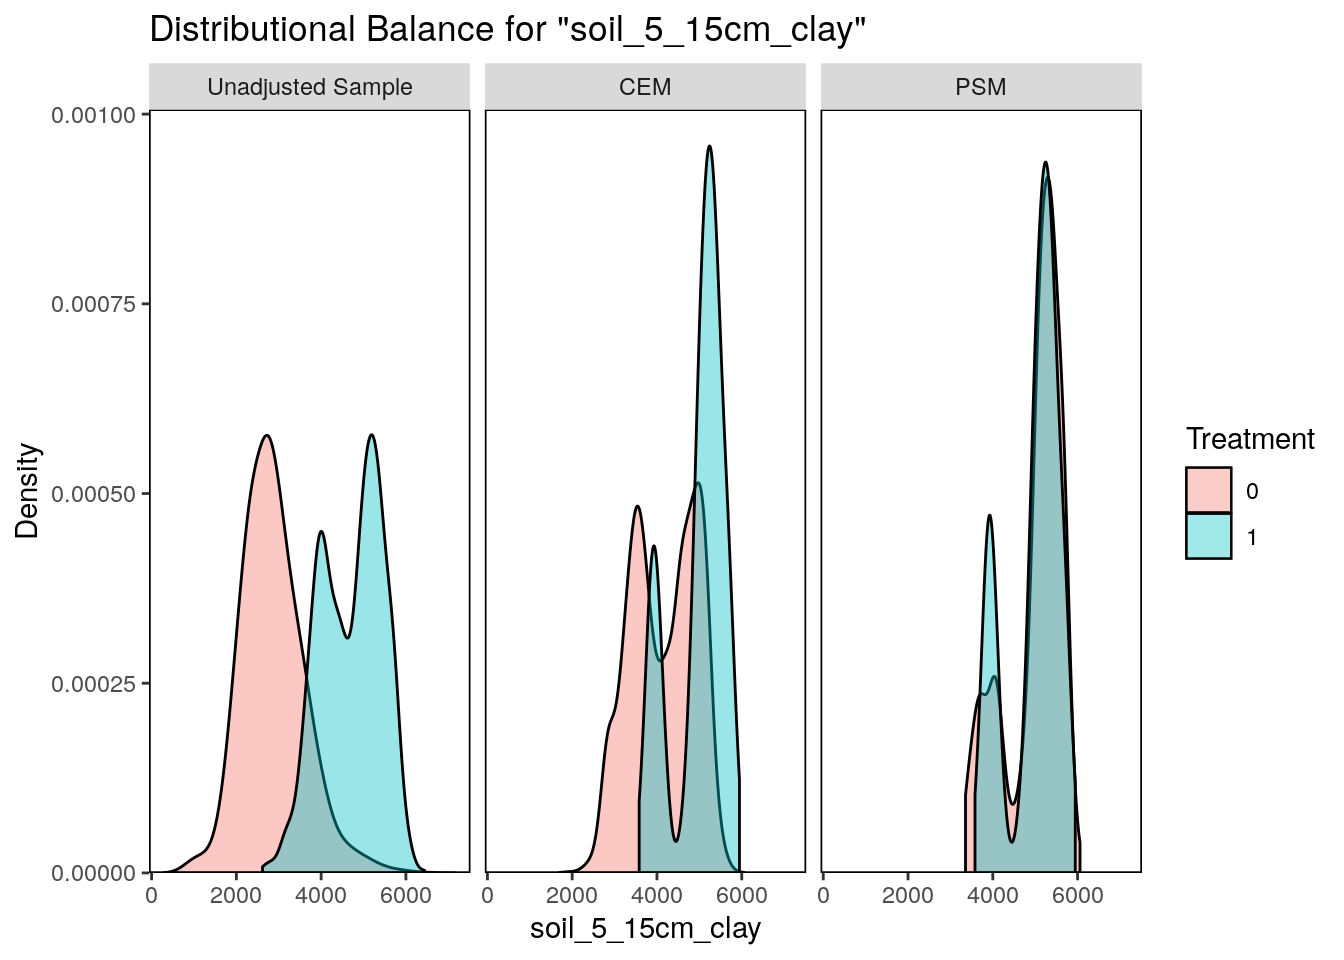 Distributional Balance for "soil_5_15cm_clay"
Unadjusted Sample
CEM
PSM
0.00100
0.00075
0.00050
0.00025
0.00000
Density
0 2000 4000 6000
0 2000 4000 6000
0 2000 4000 6000
soil_5_15cm_clay
Treatment
0
1